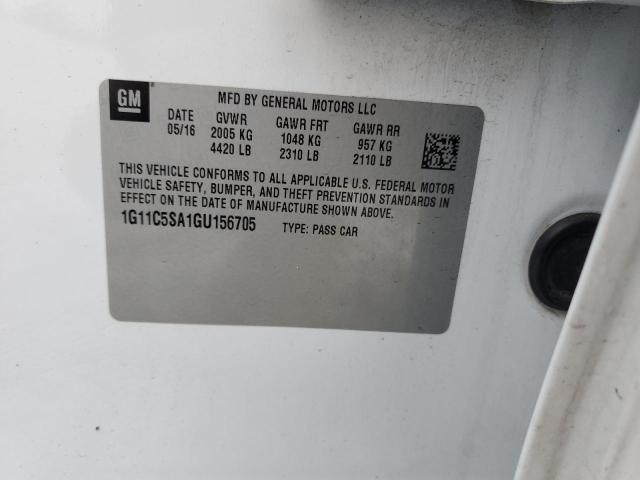 GM
MFD BY GENERAL MOTORS LLC
DATE GVWR GAWR FRT GAWR RR
05/16 2005 KG 1048 KG 957 KG
4420 LB 2310 LB 2110 LB
THIS VEHICLE CONFORMS TO ALL APPLICABLE U.S. FEDERAL MOTOR
VEHICLE SAFETY, BUMPER, AND THEFT PREVENTION STANDARDS IN
EFFECT ON THE DATE OF MANUFACTURE SHOWN ABOVE.
1G11C5SA1GU156705 TYPE: PASS CAR